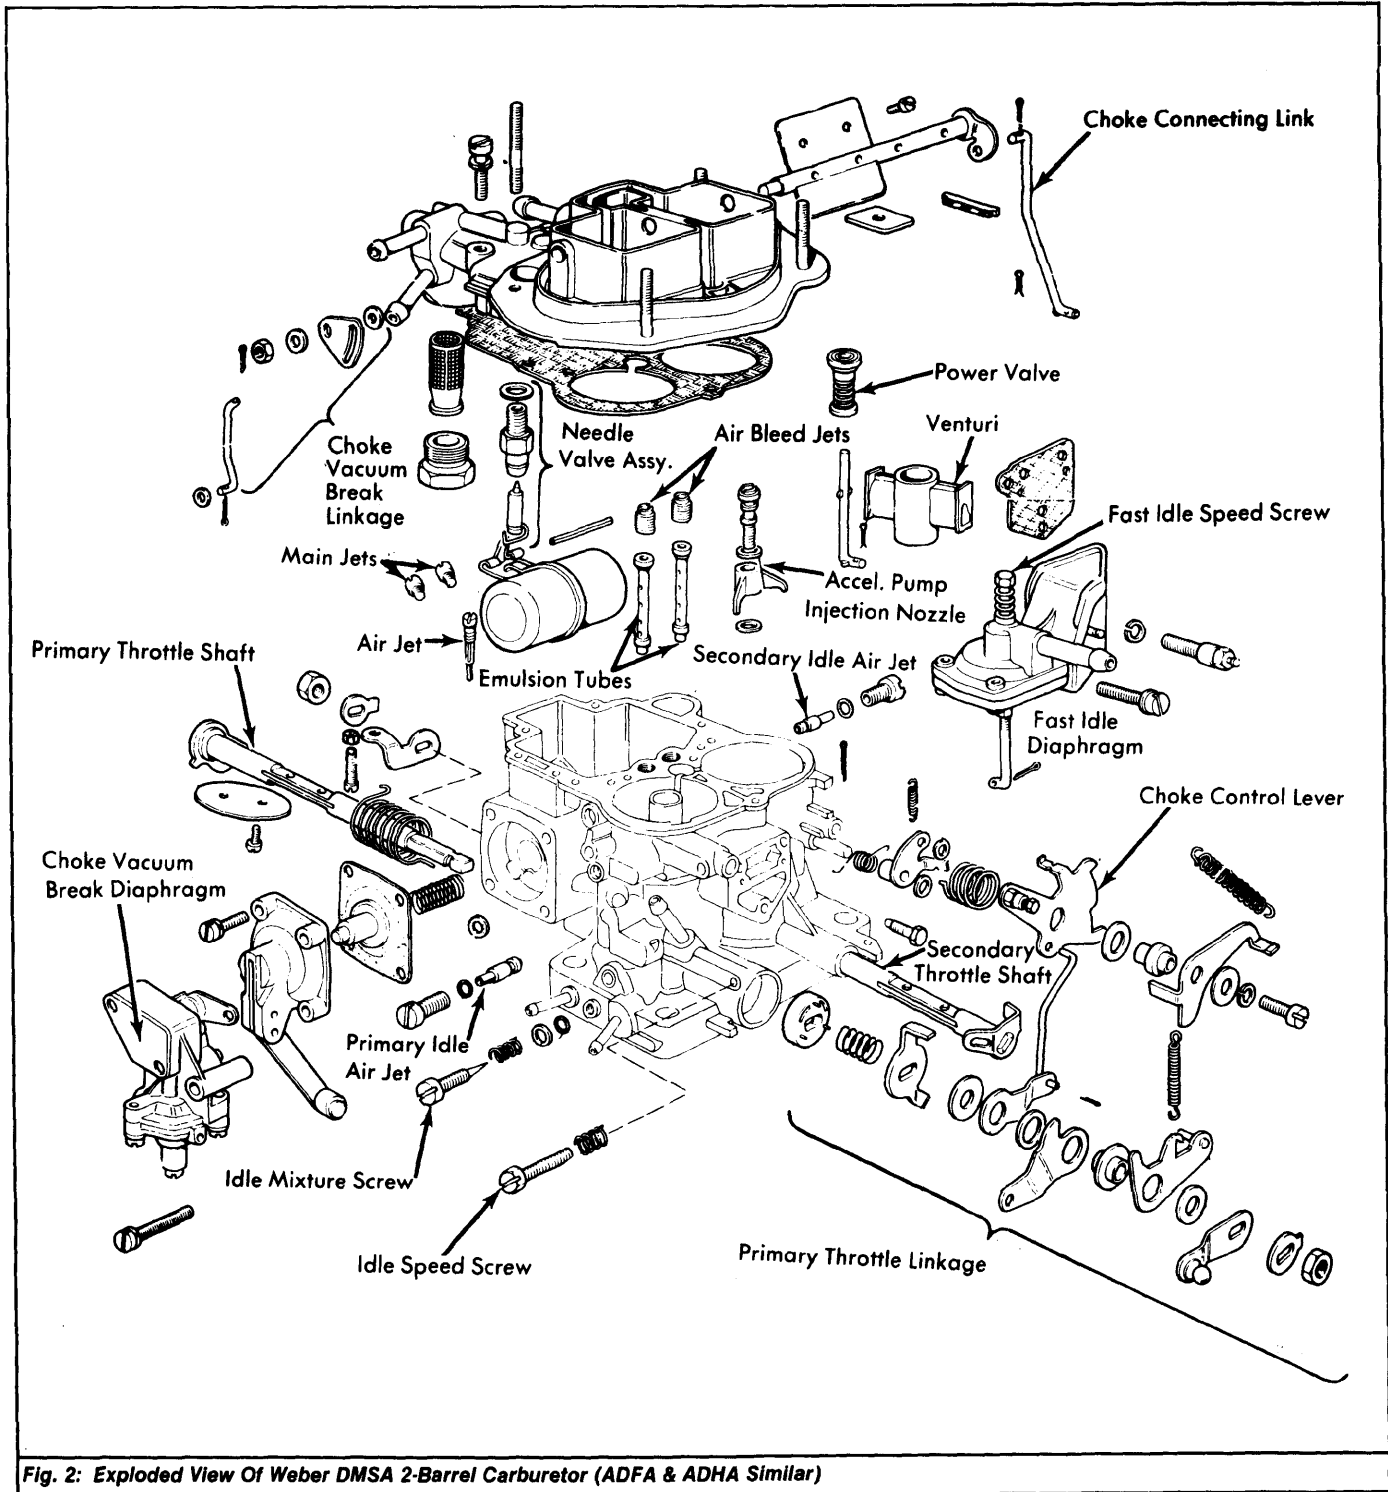 Choke Connecting Link
Power Valve
Venturi
Needle
Valve Assy.
Air Bleed Jets
Choke
Vacuum
Break
Linkage
Fast Idle Speed Screw
Main Jets
Accel. Pump
Injection Nozzle
Air Jet
Primary Throttle Shaft
Secondary Idle Air Jet
Emulsion Tubes
Fast Idle
Diaphragm
Choke Control Lever
Choke Vacuum
Break Diaphragm
Secondary
Throttle Shaft
Primary Idle
Air Jet
Idle Mixture Screw
Idle Speed Screw
Primary Throttle Linkage
Fig. 2: Exploded View Of Weber DMSA 2-Barrel Carburetor (ADFA & ADHA Similar)